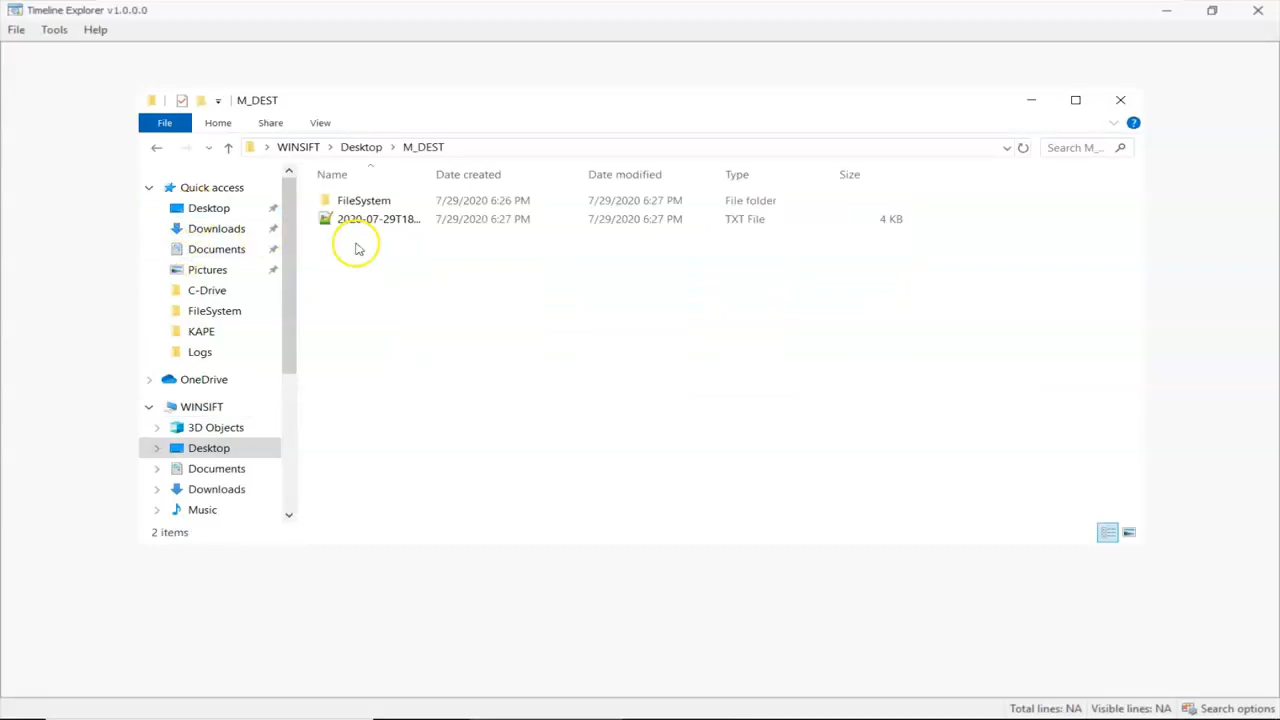 Timeline Explorer v1.0.0.0
File Tools Help
M_DEST
File Home Share View
WINSIFT Desktop M_DEST Search M_...
Name Date created Date modified Type Size
Quick access
FileSystem 7/29/2020 6:26 PM 7/29/2020 6:27 PM File folder
Desktop
2020-07-29T18... 7/29/2020 6:27 PM 7/29/2020 6:27 PM TXT File 4 KB
Downloads
Documents
Pictures
C-Drive
FileSystem
KAPE
Logs
OneDrive
WINSIFT
3D Objects
Desktop
Documents
Downloads
Music
2 items
Total lines: NA Visible lines: NA Search options